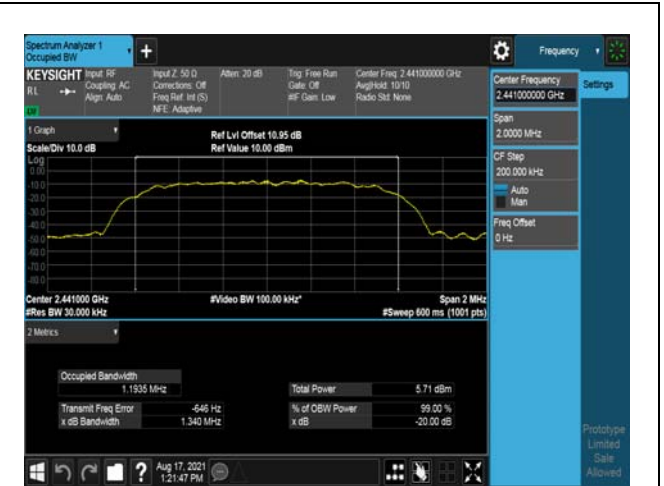 Spectrum Analyzer 1
Occupied BW
+
Frequency
KEYSIGHT
RL
Input: RF
Coupling: AC
Align: Auto
Input Z: 50 Ω
Corrections: Off
Freq Ref: Int (S)
NFE: Adaptive
Atten: 20 dB
Trig: Free Run
Gate: Off
#IF Gain: Low
Center Freq: 2.441000000 GHz
Avg|Hold: 10/10
Radio Std: None
Center Frequency
2.441000000 GHz
Settings
Span
2.0000 MHz
CF Step
200.000 kHz
Auto
Man
Freq Offset
0 Hz
1 Graph
Scale/Div 10.0 dB
Ref Lvl Offset 10.95 dB
Ref Value 10.00 dBm
Log
0.00
-10.0
-20.0
-30.0
-40.0
-50.0
-60.0
-70.0
-80.0
Center 2.441000 GHz
#Res BW 30.000 kHz
#Video BW 100.00 kHz*
Span 2 MHz
#Sweep 600 ms (1001 pts)
2 Metrics
Occupied Bandwidth
1.1935 MHz
Total Power 5.71 dBm
Transmit Freq Error -646 Hz
% of OBW Power 99.00 %
x dB Bandwidth 1.340 MHz
x dB -20.00 dB
Prototype
Limited
Sale
Allowed
?
Aug 17, 2021
1:21:47 PM